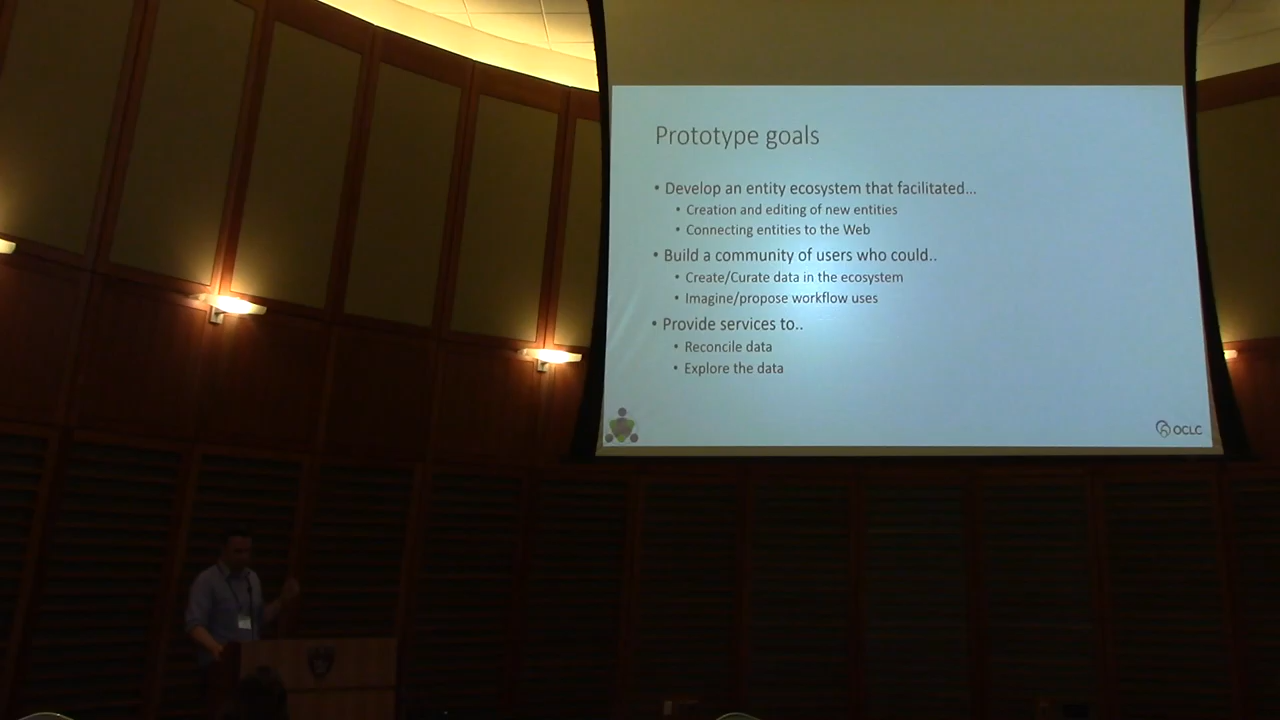 Prototype goals
• Develop an entity ecosystem that facilitated...
• Creation and editing of new entities
• Connecting entities to the Web
• Build a community of users who could..
• Create/Curate data in the ecosystem
• Imagine/propose workflow uses
• Provide services to..
• Reconcile data
• Explore the data
OCLC